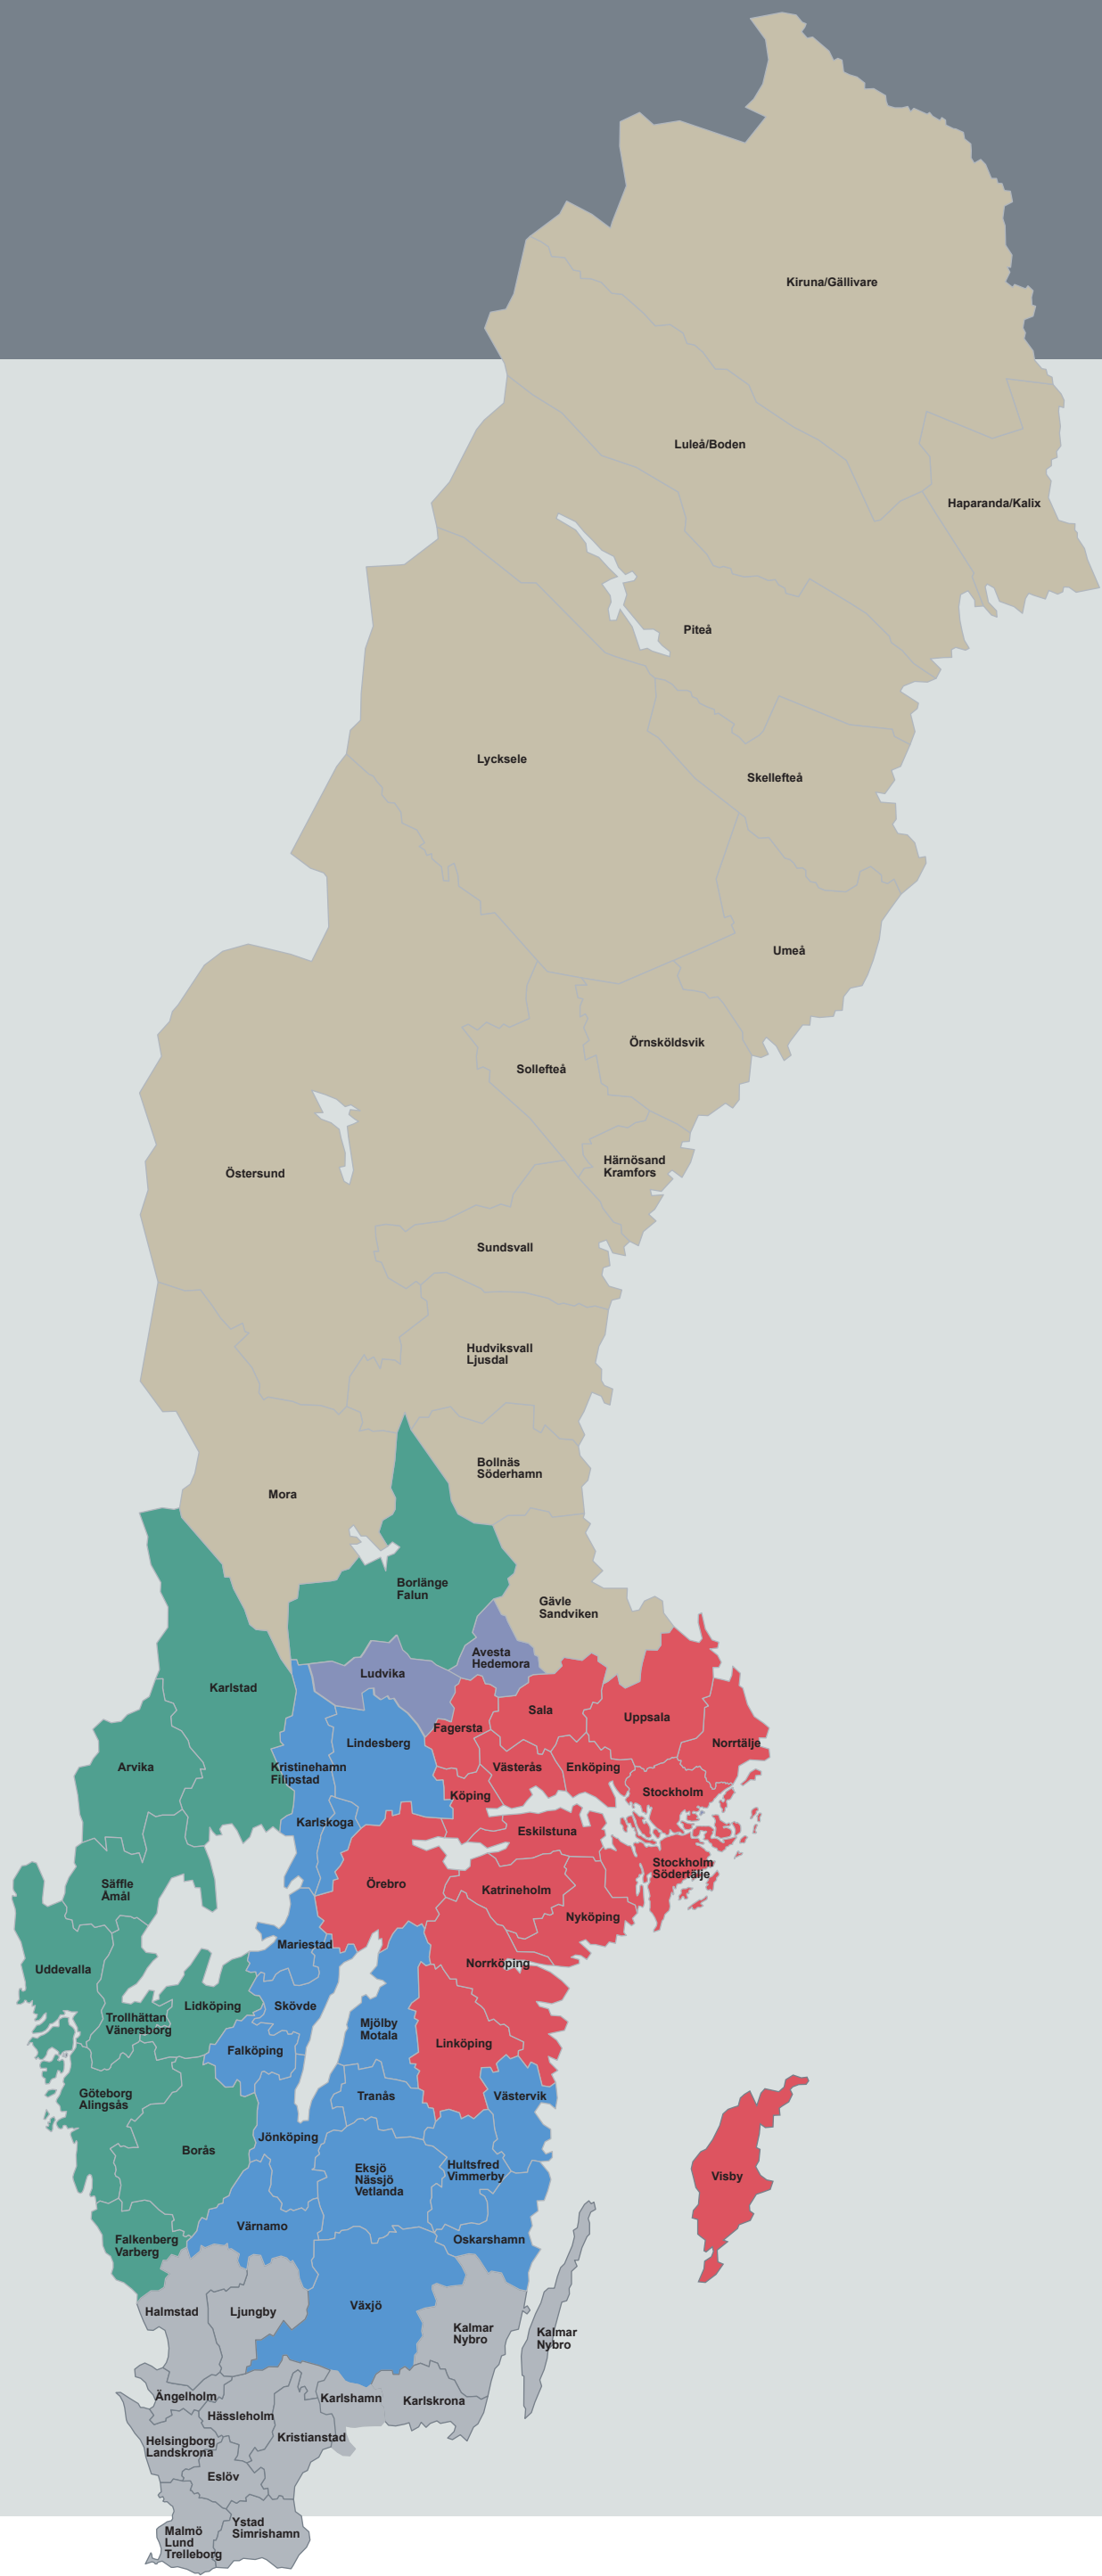 Kiruna/Gällivare
Luleå/Boden
Haparanda/Kalix
Piteå
Lycksele
Skellefteå
Umeå
Örnsköldsvik
Sollefteå
Härnösand
Kramfors
Östersund
Sundsvall
Hudviksvall
Ljusdal
Bollnäs
Söderhamn
Mora
Borlänge
Falun
Gävle
Sandviken
Avesta
Hedemora
Ludvika
Karlstad
Sala
Uppsala
Fagersta
Lindesberg
Norrtälje
Arvika
Kristinehamn
Filipstad
Västerås
Enköping
Stockholm
Köping
Karlskoga
Eskilstuna
Stockholm
Södertälje
Säffle
Åmål
Örebro
Katrineholm
Nyköping
Mariestad
Norrköping
Uddevalla
Lidköping
Skövde
Trollhättan
Vänersborg
Mjölby
Motala
Linköping
Falköping
Göteborg
Alingsås
Tranås
Västervik
Jönköping
Borås
Eksjö
Nässjö
Vetlanda
Hultsfred
Vimmerby
Visby
Värnamo
Falkenberg
Varberg
Oskarshamn
Halmstad
Ljungby
Växjö
Kalmar
Nybro
Kalmar
Nybro
Ängelholm
Karlshamn
Karlskrona
Hässleholm
Kristianstad
Helsingborg
Landskrona
Eslöv
Ystad
Simrishamn
Malmö
Lund
Trelleborg